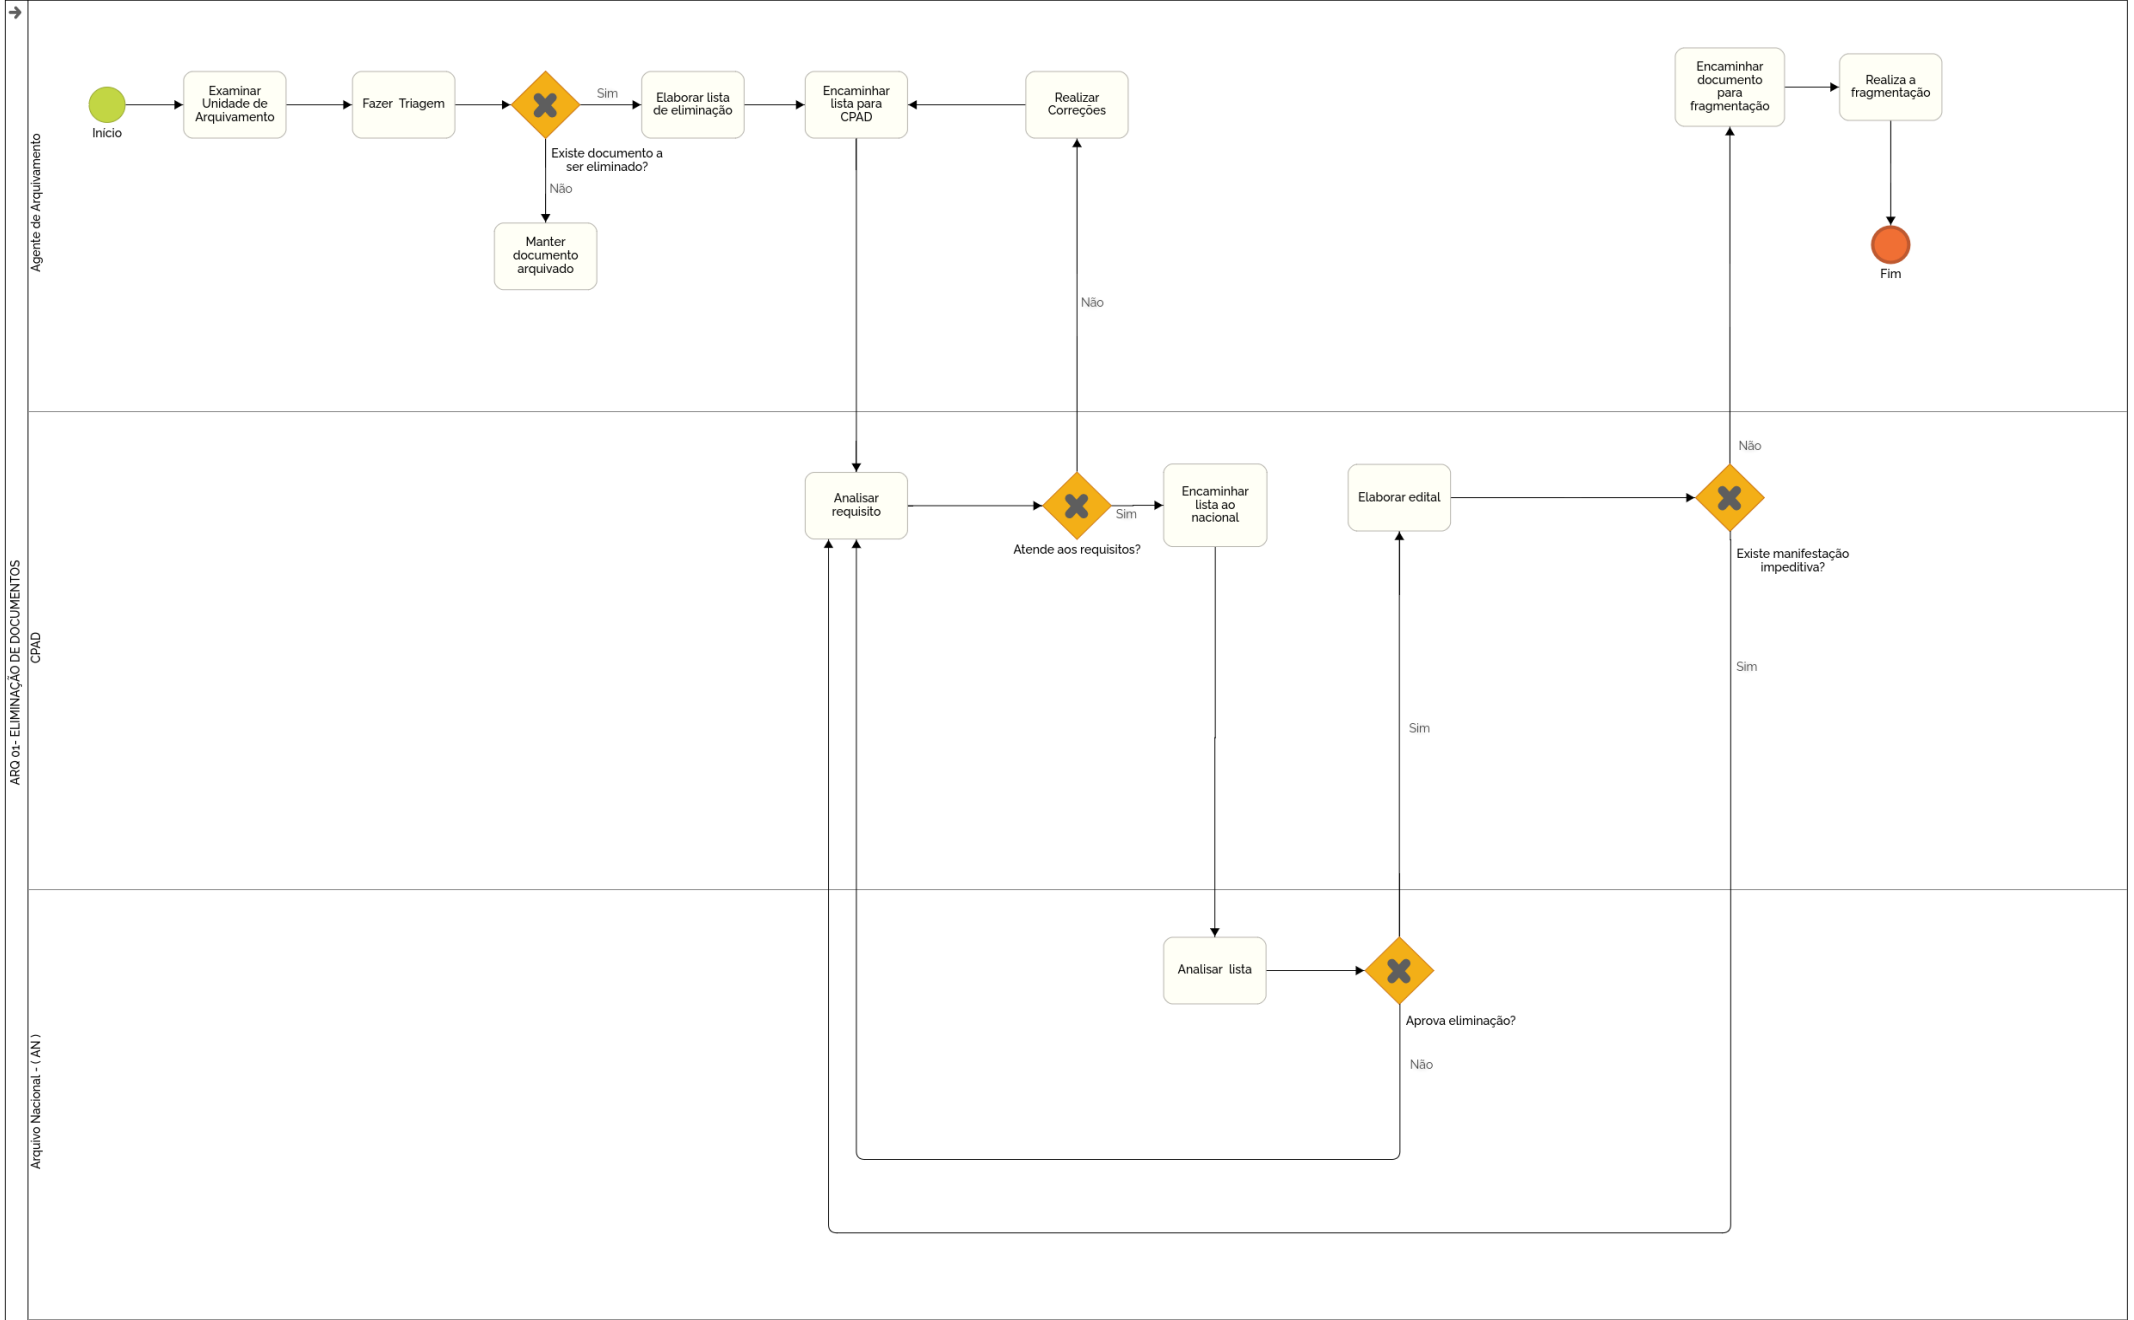 ARQ 01- ELIMINAÇÃO DE DOCUMENTOS
Agente de Arquivamento
Início
Examinar
Unidade de
Arquivamento
Fazer Triagem
Existe documento a
ser eliminado?
Sim
Não
Manter
documento
arquivado
Elaborar lista
de eliminação
Encaminhar
lista para
CPAD
Realizar
Correções
Não
Encaminhar
documento
para
fragmentação
Realiza a
fragmentação
Fim
CPAD
Analisar
requisito
Atende aos requisitos?
Sim
Encaminhar
lista ao
nacional
Elaborar edital
Sim
Não
Existe manifestação
impeditiva?
Sim
Arquivo Nacional - ( AN )
Analisar lista
Aprova eliminação?
Não